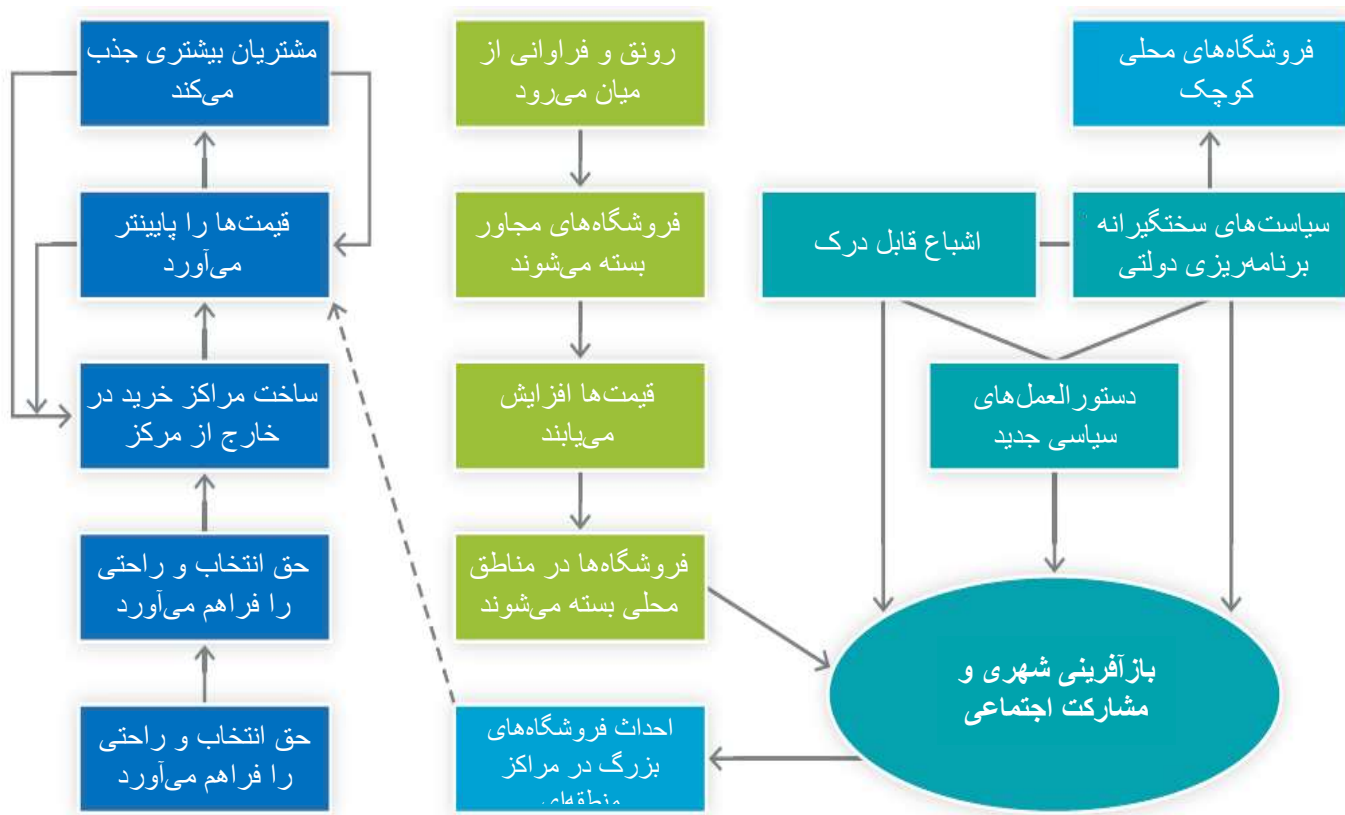 مشتریان بیشتری جذب
می‌کند
قیمت‌ها را پایینتر
می‌آورد
ساخت مراکز خرید در
خارج از مرکز
حق انتخاب و راحتی
را فراهم می‌آورد
حق انتخاب و راحتی
را فراهم می‌آورد
رونق و فراوانی از
میان می‌رود
فروشگاه‌های مجاور
بسته می‌شوند
قیمت‌ها افزایش
می‌یابند
فروشگاه‌ها در مناطق
محلی بسته می‌شوند
احداث فروشگاه‌های
بزرگ در مراکز
منطقه‌ای
فروشگاه‌های محلی
کوچک
سیاست‌های سختگیرانه
برنامه‌ریزی دولتی
اشباع قابل درک
دستورالعمل‌های
سیاسی جدید
بازآفرینی شهری و
مشارکت اجتماعی